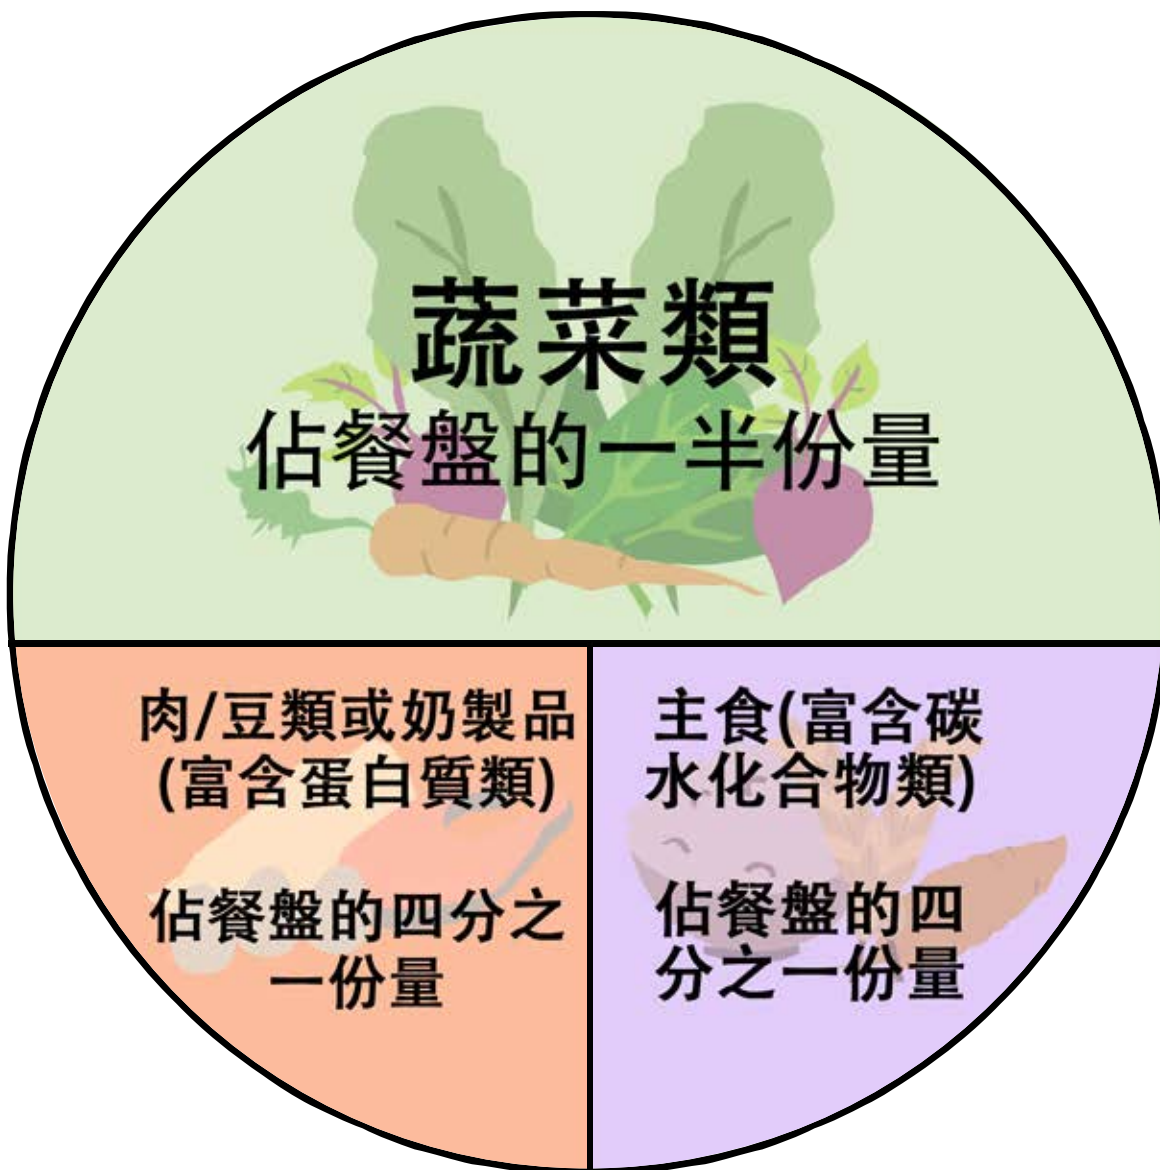 蔬菜類
佔餐盤的一半份量
肉/豆類或奶製品
(富含蛋白質類)
佔餐盤的四分之
一份量
主食(富含碳
水化合物類)
佔餐盤的四
分之一份量